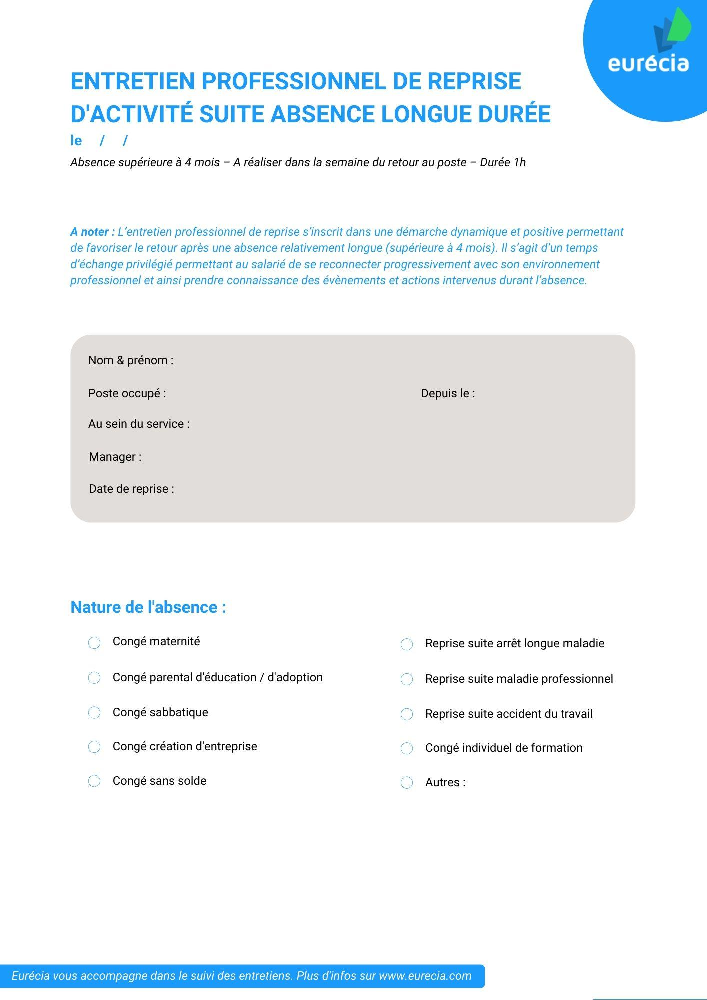 eurécia
ENTRETIEN PROFESSIONNEL DE REPRISE
D'ACTIVITÉ SUITE ABSENCE LONGUE DURÉE
le / /
Absence supérieure à 4 mois – A réaliser dans la semaine du retour au poste – Durée 1h
A noter : L’entretien professionnel de reprise s’inscrit dans une démarche dynamique et positive permettant
de favoriser le retour après une absence relativement longue (supérieure à 4 mois). Il s’agit d’un temps
d’échange privilégié permettant au salarié de se reconnecter progressivement avec son environnement
professionnel et ainsi prendre connaissance des évènements et actions intervenus durant l’absence.
Nom & prénom :
Poste occupé : Depuis le :
Au sein du service :
Manager :
Date de reprise :
Nature de l'absence :
Congé maternité
Congé parental d'éducation / d'adoption
Congé sabbatique
Congé création d'entreprise
Congé sans solde
Reprise suite arrêt longue maladie
Reprise suite maladie professionnel
Reprise suite accident du travail
Congé individuel de formation
Autres :
Eurécia vous accompagne dans le suivi des entretiens. Plus d'infos sur www.eurecia.com